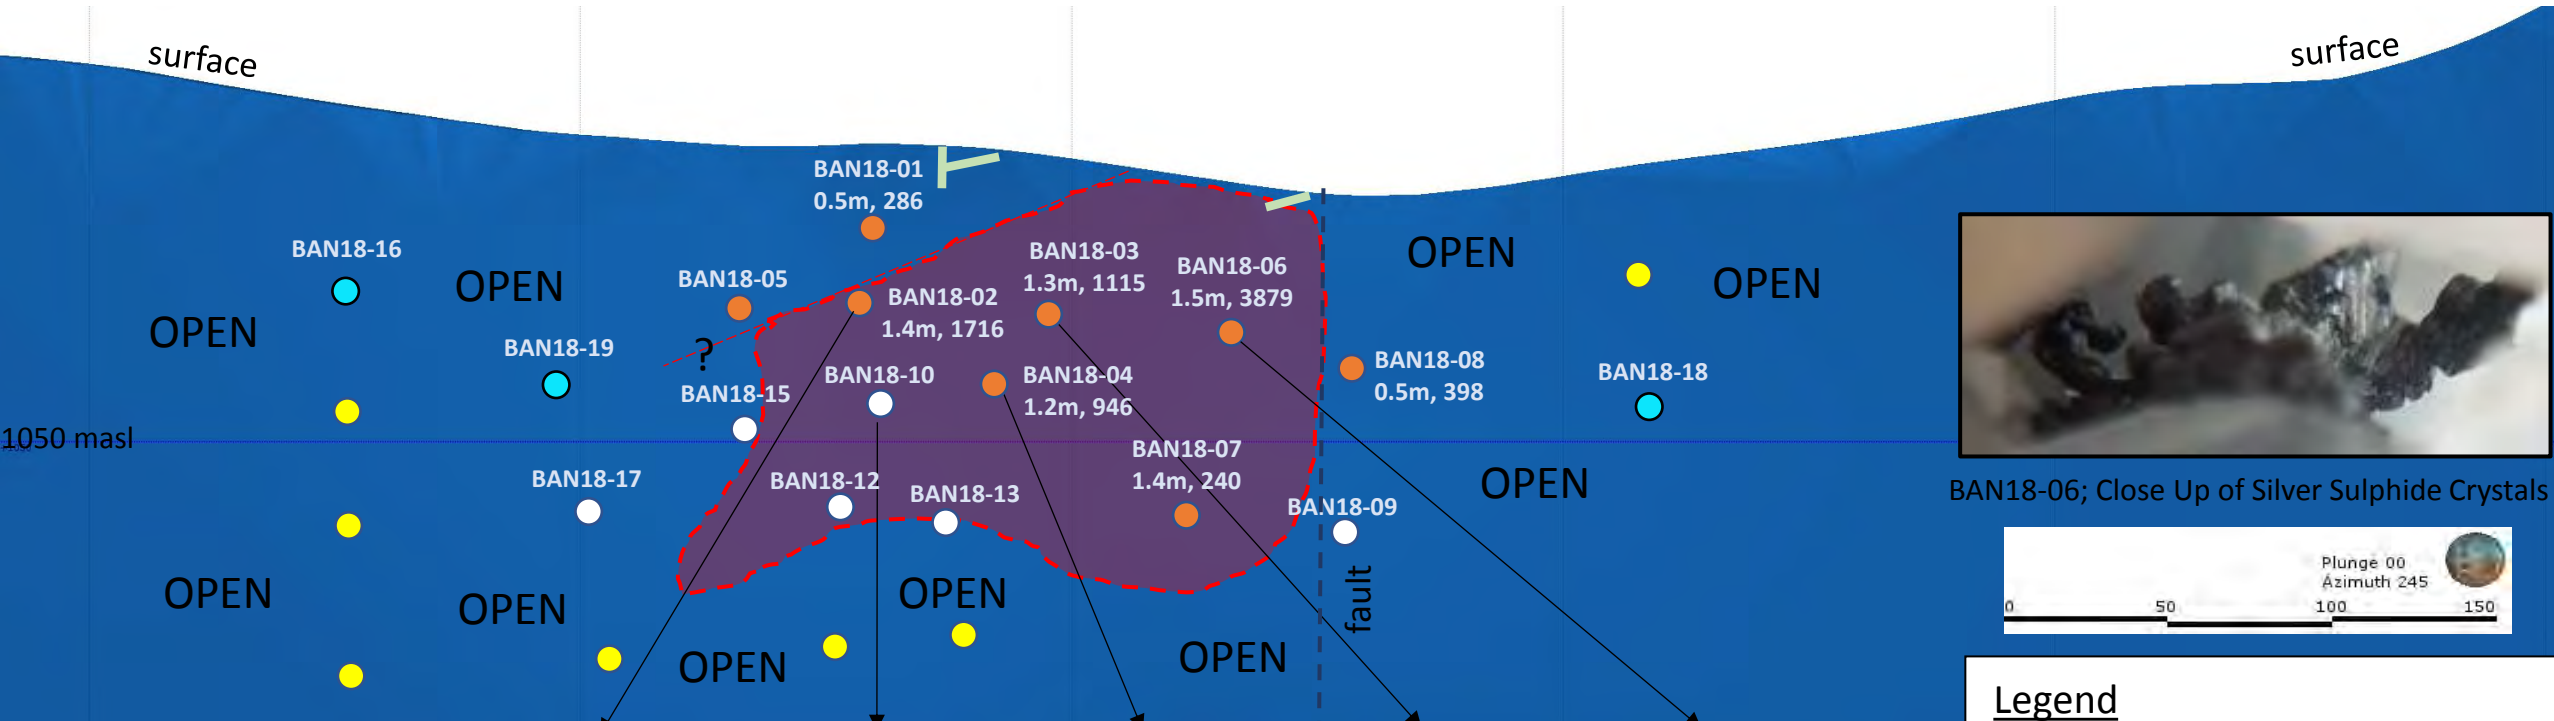 surface
surface
BAN18-01
0.5m, 286
BAN18-16
OPEN
OPEN
BAN18-05
BAN18-02
1.4m, 1716
BAN18-03
1.3m, 1115
BAN18-06
1.5m, 3879
OPEN
OPEN
BAN18-19
?
BAN18-15
BAN18-10
BAN18-04
1.2m, 946
BAN18-08
0.5m, 398
BAN18-18
1050 masl
BAN18-17
BAN18-12
BAN18-13
BAN18-07
1.4m, 240
BAN18-09
OPEN
BAN18-06; Close Up of Silver Sulphide Crystals
OPEN
OPEN
OPEN
OPEN
OPEN
fault
Plunge 00
Azimuth 245
0 50 100 150
Legend